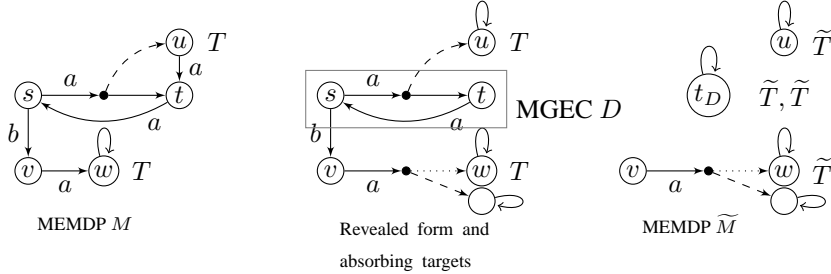 u T
a a
s t
a
b
v w T
a
MEMDP M
u T
a
s t
a
MGEC D
b
v w T
a
Revealed form and
absorbing targets
u T̃
t_D T̃, T̃
v w T̃
a
MEMDP M̃